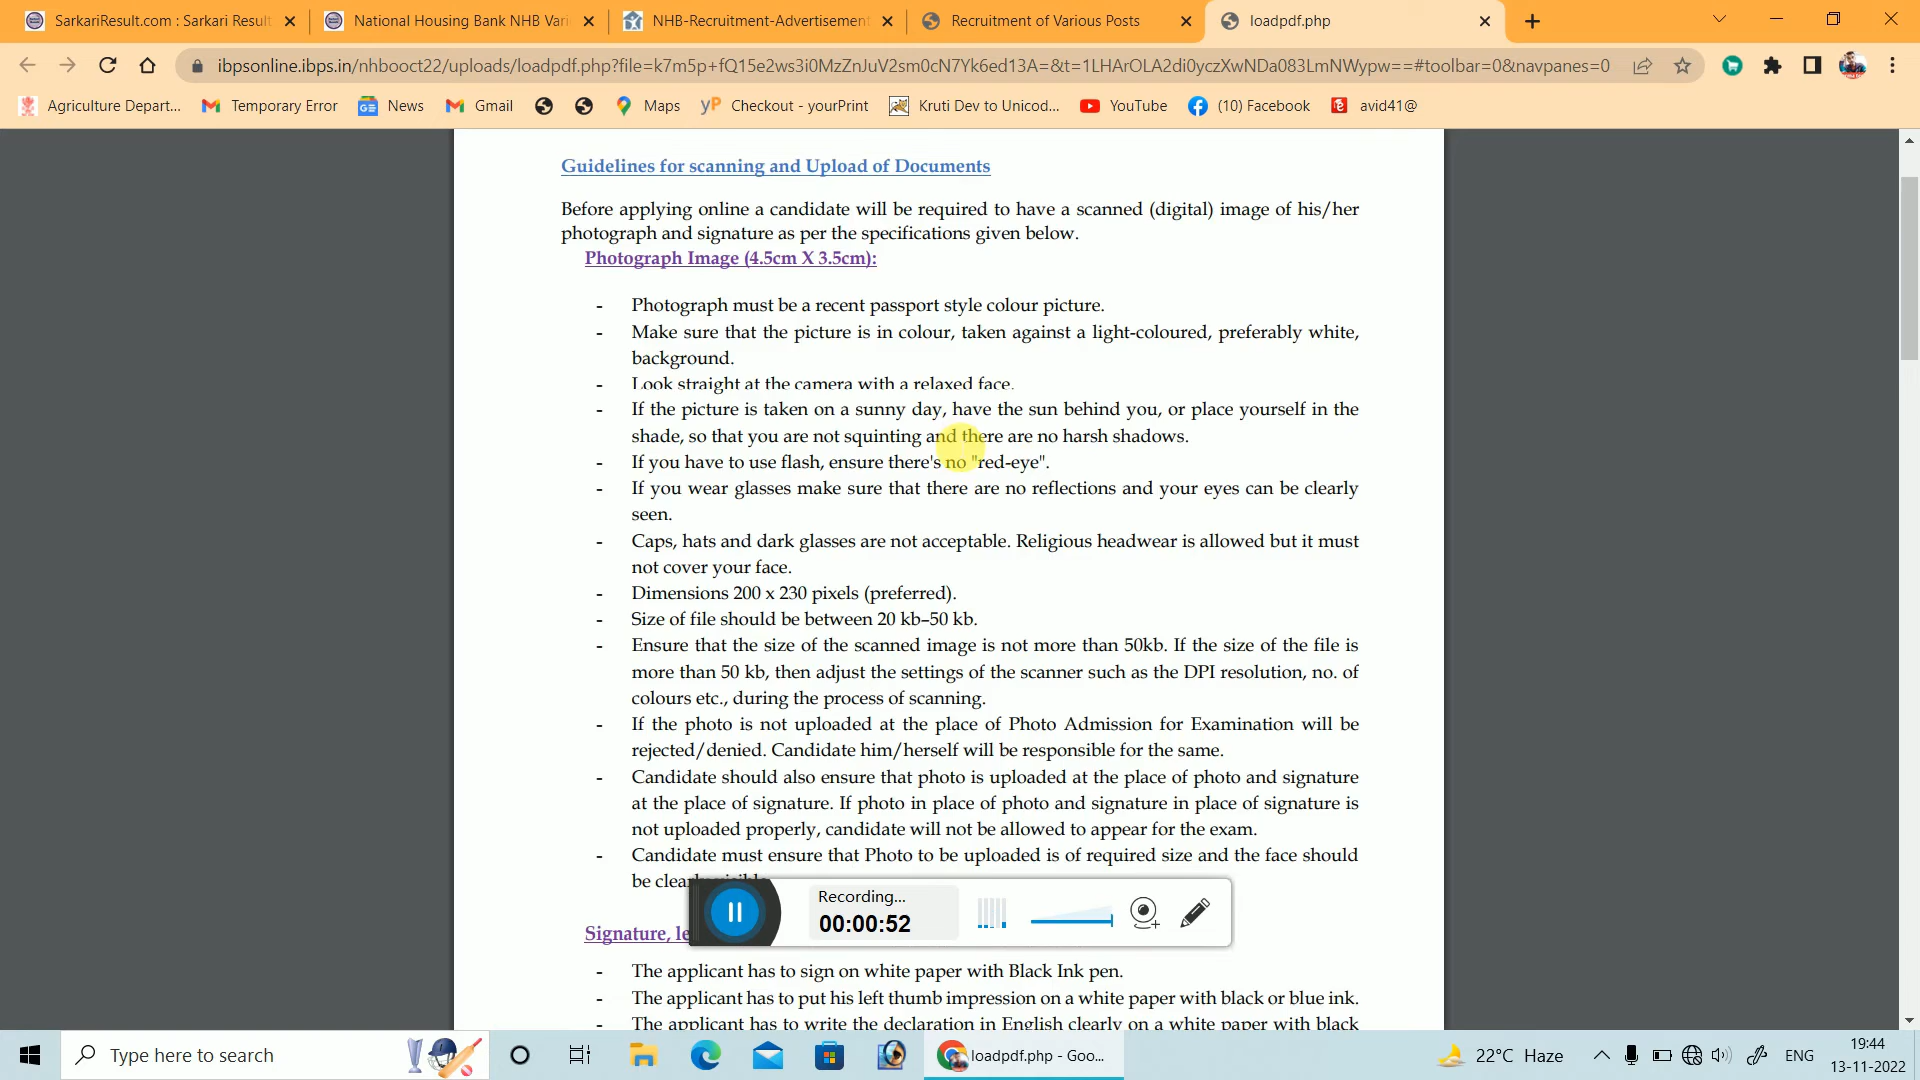 SarkariResult.com : Sarkari Result
National Housing Bank NHB Vari
NHB-Recruitment-Advertisement
Recruitment of Various Posts
loadpdf.php
ibpsonline.ibps.in/nhbooct22/uploads/loadpdf.php?file=k7m5p+fQ15e2ws3i0MzZnJuV2sm0cN7Yk6ed13A=&t=1LHArOLA2di0yczXwNDa083LmNWypw==#toolbar=0&navpanes=0
Agriculture Depart...
Temporary Error
News
Gmail
Maps
Checkout - yourPrint
Kruti Dev to Unicod...
YouTube
(10) Facebook
avid41@
Guidelines for scanning and Upload of Documents
Before applying online a candidate will be required to have a scanned (digital) image of his/her
photograph and signature as per the specifications given below.
Photograph Image (4.5cm X 3.5cm):
- Photograph must be a recent passport style colour picture.
- Make sure that the picture is in colour, taken against a light-coloured, preferably white,
background.
- Look straight at the camera with a relaxed face.
- If the picture is taken on a sunny day, have the sun behind you, or place yourself in the
shade, so that you are not squinting and there are no harsh shadows.
- If you have to use flash, ensure there's no "red-eye".
- If you wear glasses make sure that there are no reflections and your eyes can be clearly
seen.
- Caps, hats and dark glasses are not acceptable. Religious headwear is allowed but it must
not cover your face.
- Dimensions 200 x 230 pixels (preferred).
- Size of file should be between 20 kb–50 kb.
- Ensure that the size of the scanned image is not more than 50kb. If the size of the file is
more than 50 kb, then adjust the settings of the scanner such as the DPI resolution, no. of
colours etc., during the process of scanning.
- If the photo is not uploaded at the place of Photo Admission for Examination will be
rejected/denied. Candidate him/herself will be responsible for the same.
- Candidate should also ensure that photo is uploaded at the place of photo and signature
at the place of signature. If photo in place of photo and signature in place of signature is
not uploaded properly, candidate will not be allowed to appear for the exam.
- Candidate must ensure that Photo to be uploaded is of required size and the face should
be clearly visible
Recording...
00:00:52
Signature, le
- The applicant has to sign on white paper with Black Ink pen.
- The applicant has to put his left thumb impression on a white paper with black or blue ink.
- The applicant has to write the declaration in English clearly on a white paper with black
Type here to search
loadpdf.php - Goo...
22°C Haze
ENG
19:44
13-11-2022